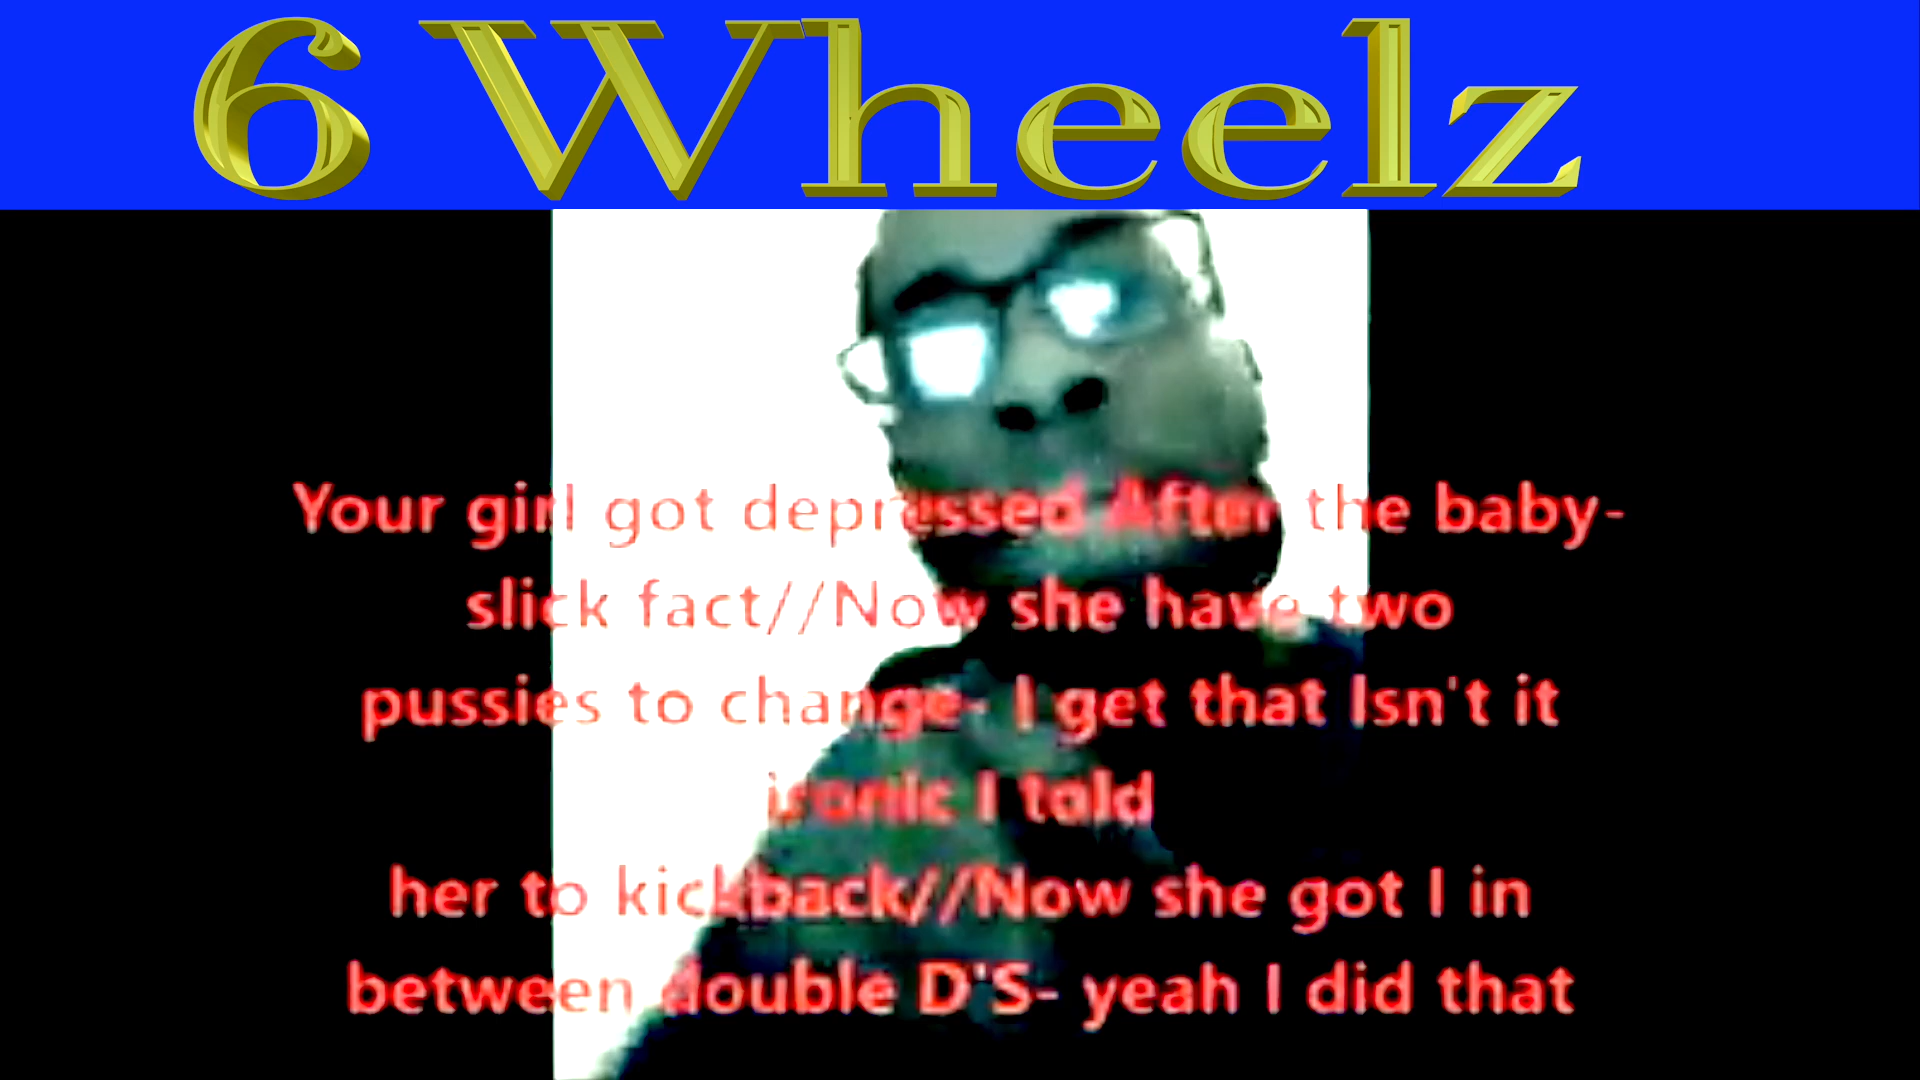 6 Wheelz
Your girl got depressed After the baby-
slick fact//Now she have two
pussies to change- I get that Isn't it
ironic I told
her to kickback//Now she got I in
between double D'S- yeah I did that